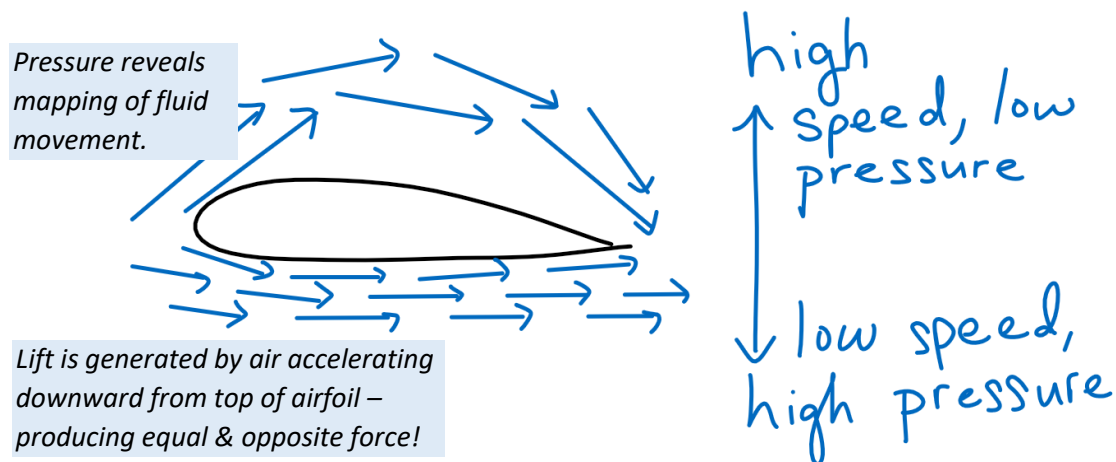 Pressure reveals
mapping of fluid
movement.
high
speed, low
pressure
low speed,
high pressure
Lift is generated by air accelerating
downward from top of airfoil –
producing equal & opposite force!